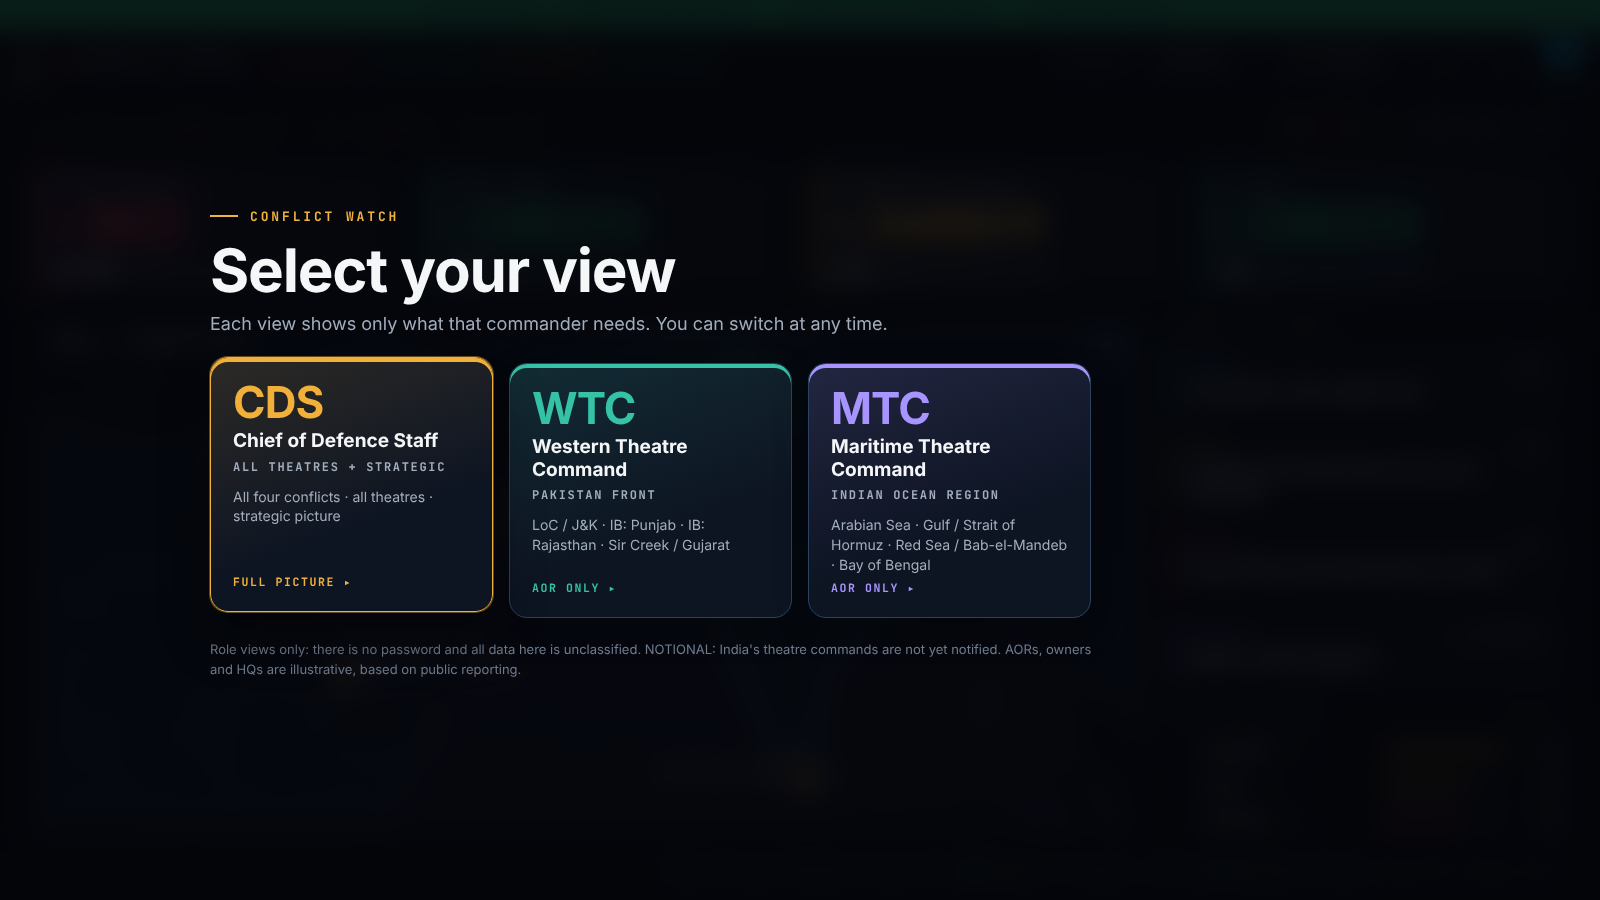 CONFLICT WATCH
Select your view
Each view shows only what that commander needs. You can switch at any time.
CDS
Chief of Defence Staff
ALL THEATRES + STRATEGIC
All four conflicts · all theatres ·
strategic picture
FULL PICTURE ▸
WTC
Western Theatre
Command
PAKISTAN FRONT
LoC / J&K · IB: Punjab · IB:
Rajasthan · Sir Creek / Gujarat
AOR ONLY ▸
MTC
Maritime Theatre
Command
INDIAN OCEAN REGION
Arabian Sea · Gulf / Strait of
Hormuz · Red Sea / Bab-el-Mandeb
· Bay of Bengal
AOR ONLY ▸
Role views only: there is no password and all data here is unclassified. NOTIONAL: India's theatre commands are not yet notified. AORs, owners
and HQs are illustrative, based on public reporting.